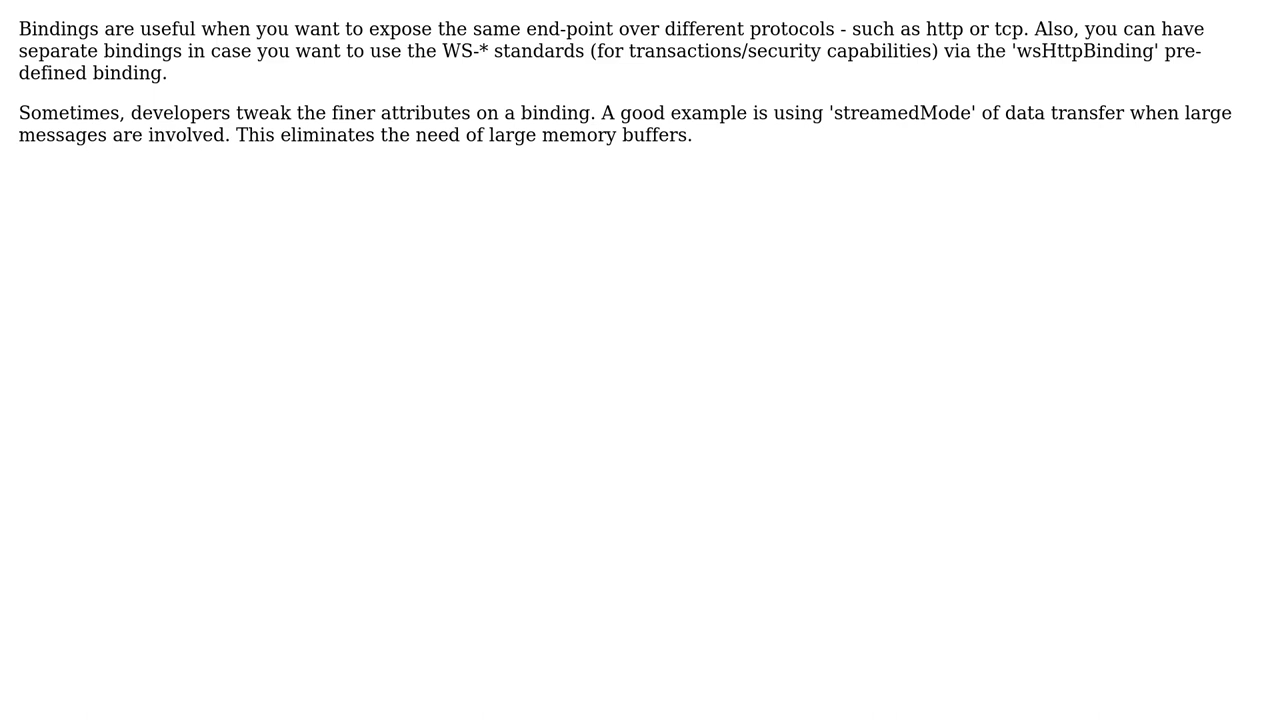 Bindings are useful when you want to expose the same end-point over different protocols - such as http or tcp. Also, you can have
separate bindings in case you want to use the WS-* standards (for transactions/security capabilities) via the 'wsHttpBinding' pre-
defined binding.
Sometimes, developers tweak the finer attributes on a binding. A good example is using 'streamedMode' of data transfer when large
messages are involved. This eliminates the need of large memory buffers.